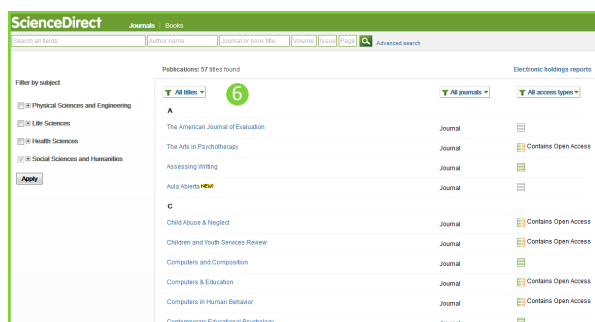 ScienceDirect Journals | Books
Search all fields Author name Journal or book title Volume Issue Page Advanced search
Publications: 57 titles found Electronic holdings reports
Filter by subject
All titles 6 All journals All access types
Physical Sciences and Engineering
A
Life Sciences
The American Journal of Evaluation Journal
Health Sciences
The Arts in Psychotherapy Journal Contains Open Access
Social Sciences and Humanities
Assessing Writing Journal
Apply
Aula Abierta NEW! Journal
C
Child Abuse & Neglect Journal Contains Open Access
Children and Youth Services Review Journal Contains Open Access
Computers and Composition Journal
Computers & Education Journal Contains Open Access
Computers in Human Behavior Journal Contains Open Access
Contemporary Educational Psychology Journal